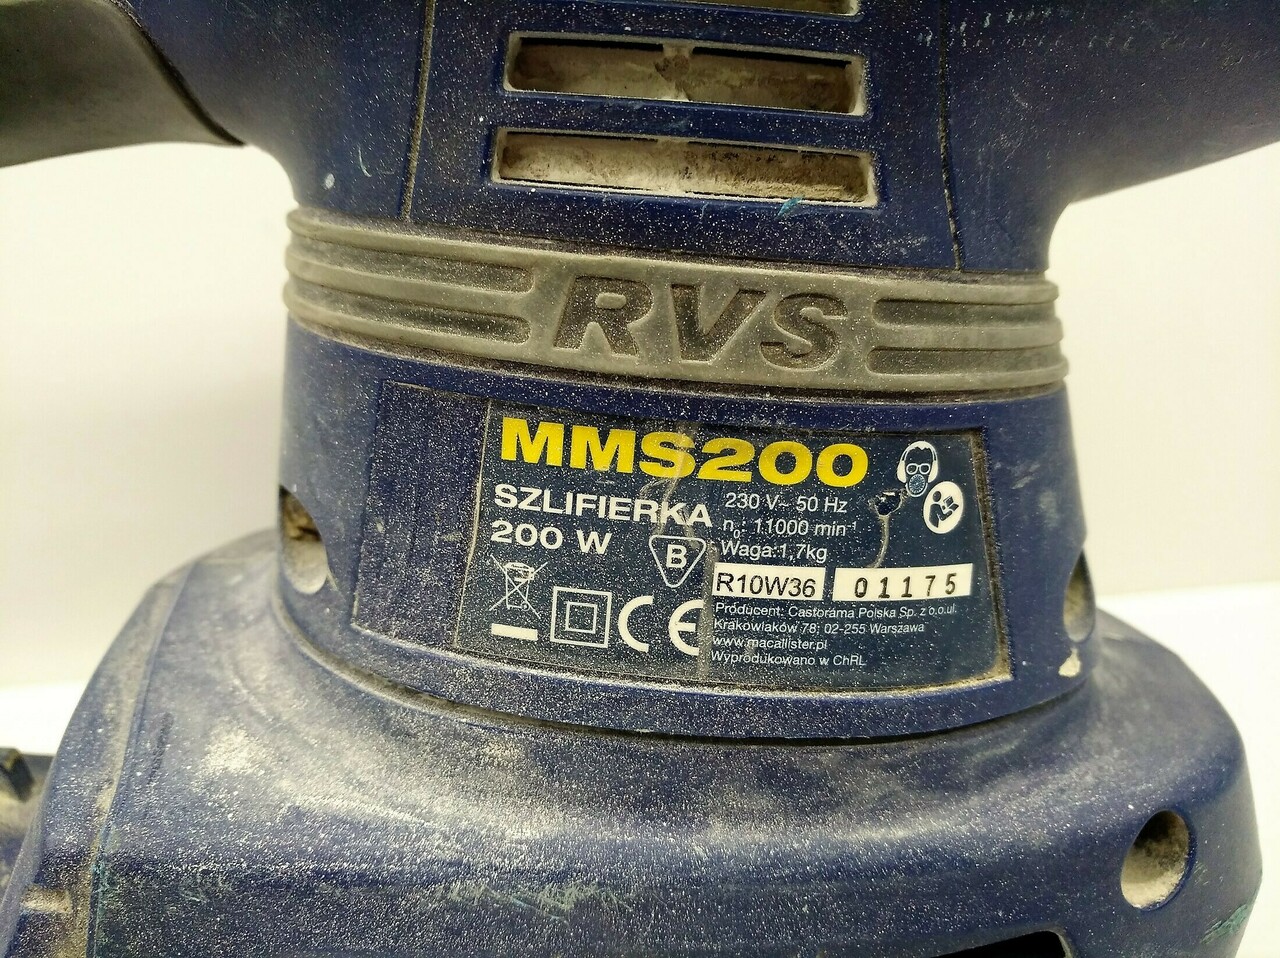 RVS
MMS200
SZLIFIERKA
200 W
B
230 V~ 50 Hz
n₀: 11000 min⁻¹
Waga:1,7kg
R10W36
01175
CE
Producent: Castorama Polska Sp. z o.o.ul.
Krakowiaków 78; 02-255 Warszawa
www.macallister.pl
Wyprodukowano w ChRL